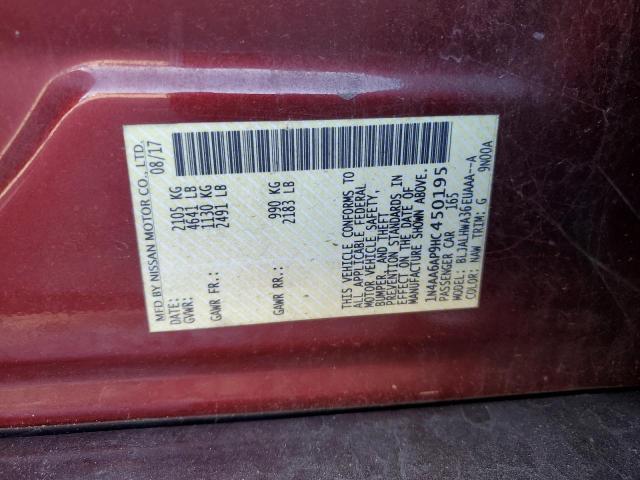 MFD BY NISSAN MOTOR CO., LTD.
08/17
GVWR: 2105 KG
4641 LB
GAWR FR.: 1130 KG
2491 LB
GAWR RR.: 990 KG
2183 LB
THIS VEHICLE CONFORMS TO
ALL APPLICABLE FEDERAL
MOTOR VEHICLE SAFETY,
BUMPER, AND THEFT
PREVENTION STANDARDS IN
EFFECT ON THE DATE OF
MANUFACTURE SHOWN ABOVE.
1N4AA6AP9HC450195
PASSENGER CAR 165
MODEL: BLJALHWA36EUAAA--A
COLOR: NAW TRIM: G 9N00A